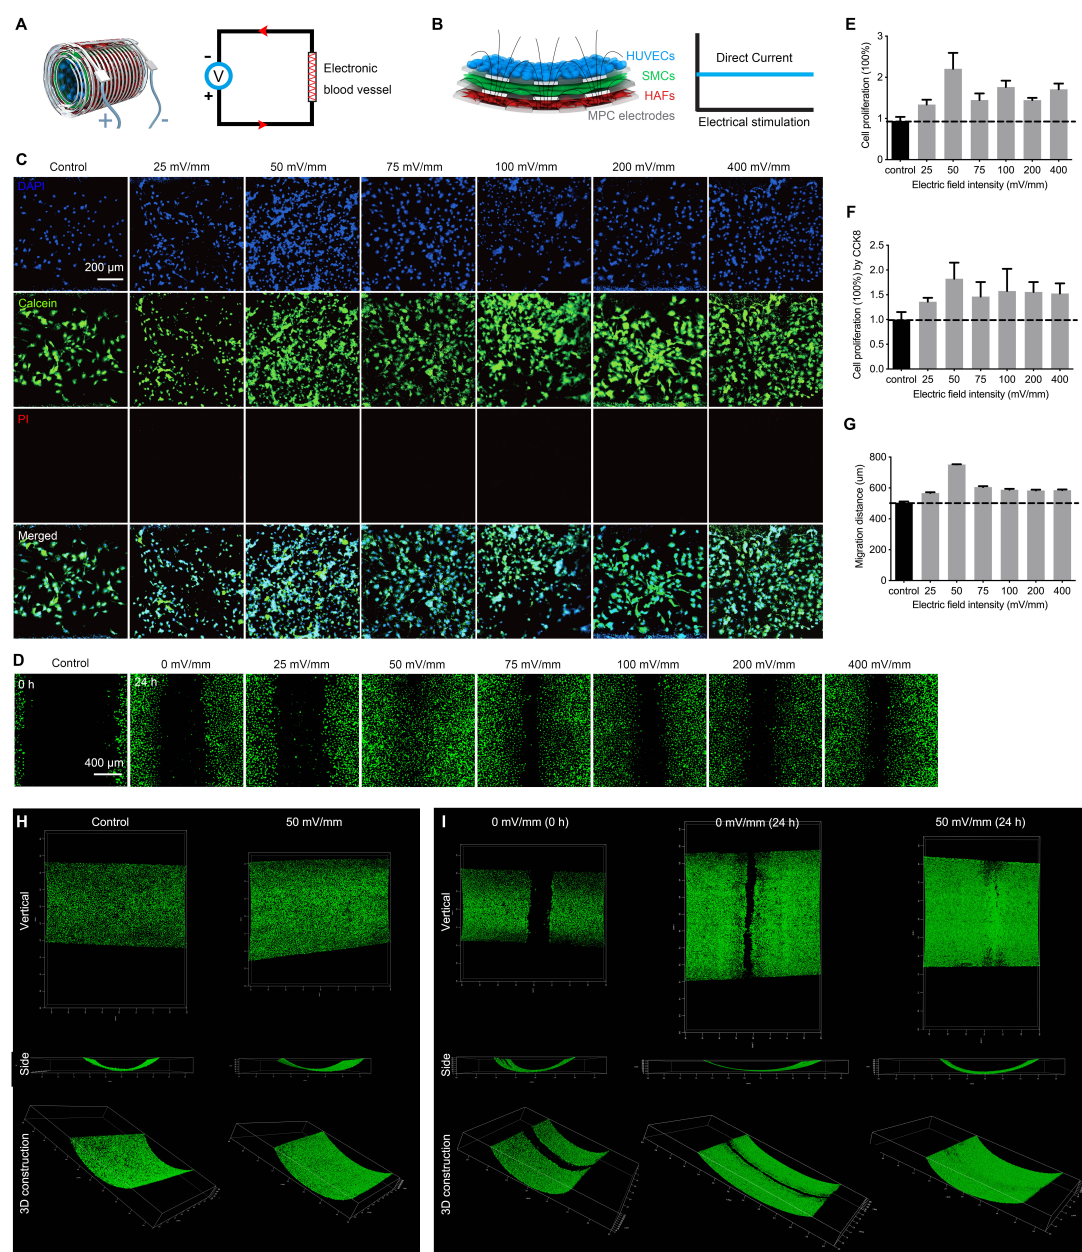 A
-
V
+
Electronic
blood vessel
+
-
B
HUVECs
SMCs
HAFs
MPC electrodes
Direct Current
Electrical stimulation
C
Control
25 mV/mm
50 mV/mm
75 mV/mm
100 mV/mm
200 mV/mm
400 mV/mm
DAPI
200 µm
Calcein
PI
Merged
D
Control
0 mV/mm
25 mV/mm
50 mV/mm
75 mV/mm
100 mV/mm
200 mV/mm
400 mV/mm
0 h
24 h
400 µm
E
Cell proliferation (100%)
3
2
1
0
control 25 50 75 100 200 400
Electric field intensity (mV/mm)
F
Cell proliferation (100%) by CCK8
2.5
2.0
1.5
1.0
0.5
0.0
control 25 50 75 100 200 400
Electric field intensity (mV/mm)
G
Migration distance (um)
800
600
400
200
0
control 25 50 75 100 200 400
Electric field intensity (mV/mm)
H
Control
50 mV/mm
Vertical
Side
3D construction
I
0 mV/mm (0 h)
0 mV/mm (24 h)
50 mV/mm (24 h)
Vertical
Side
3D construction